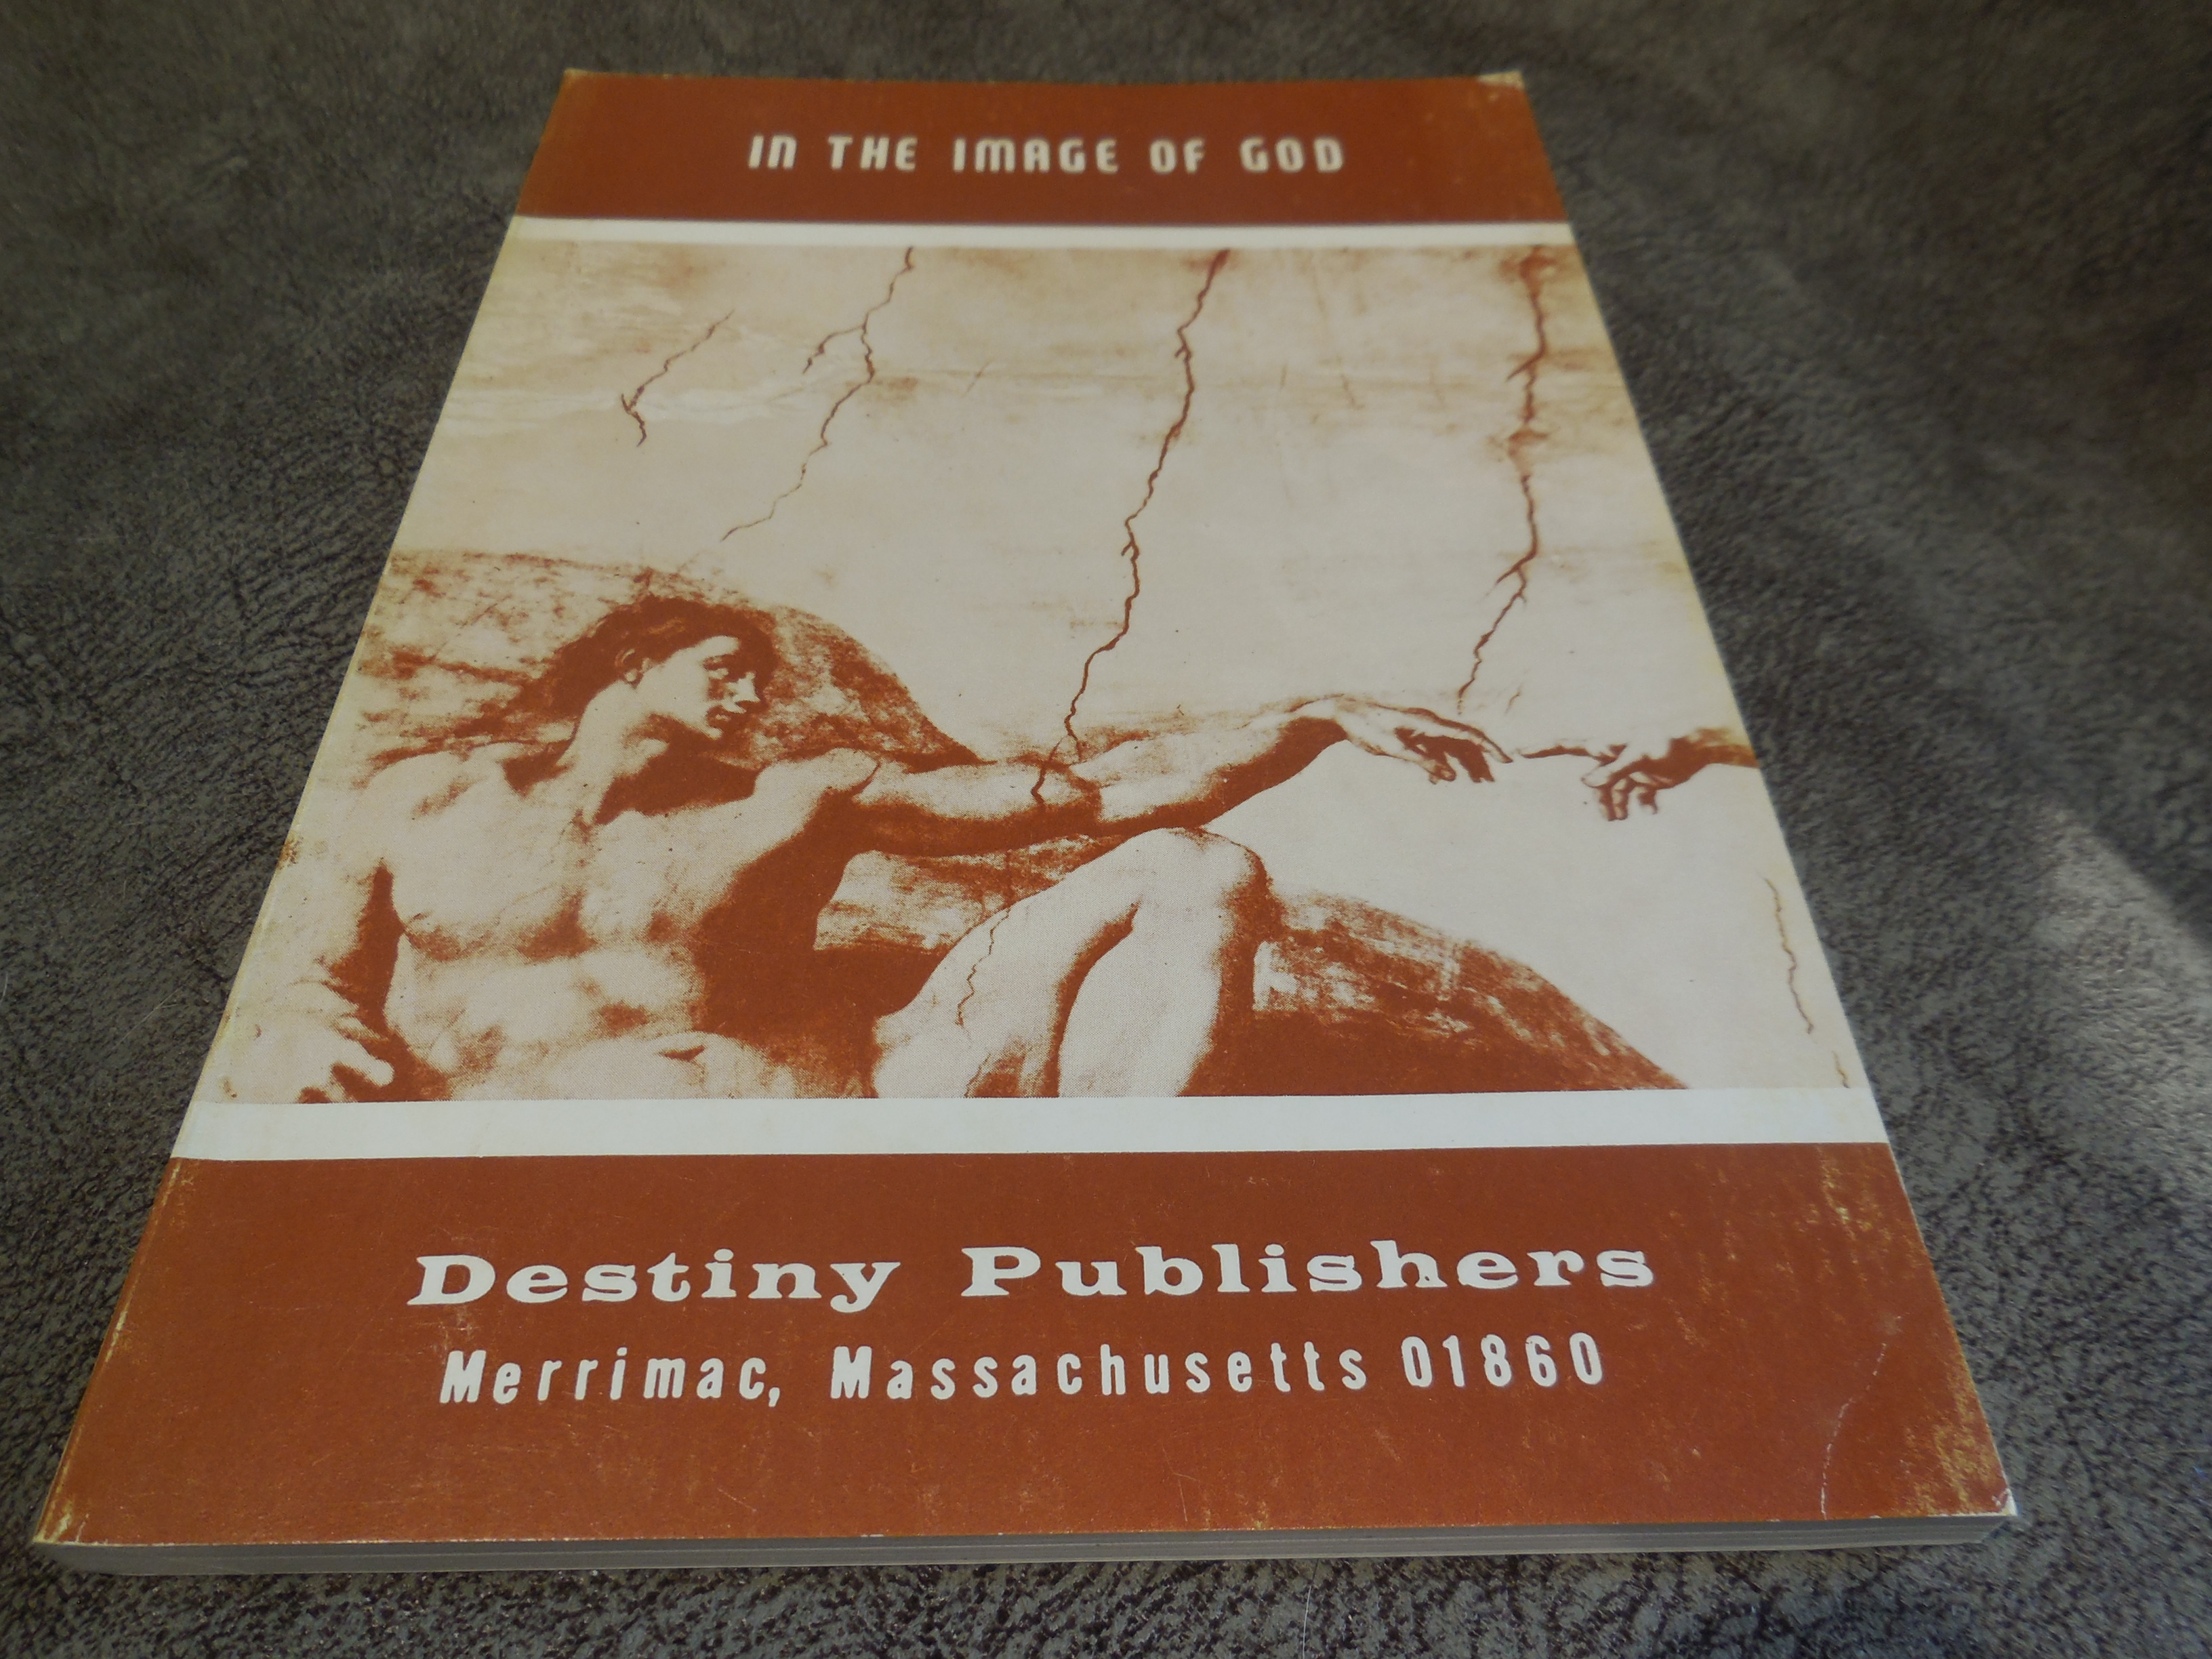 IN THE IMAGE OF GOD
Destiny Publishers
Merrimac, Massachusetts 01860